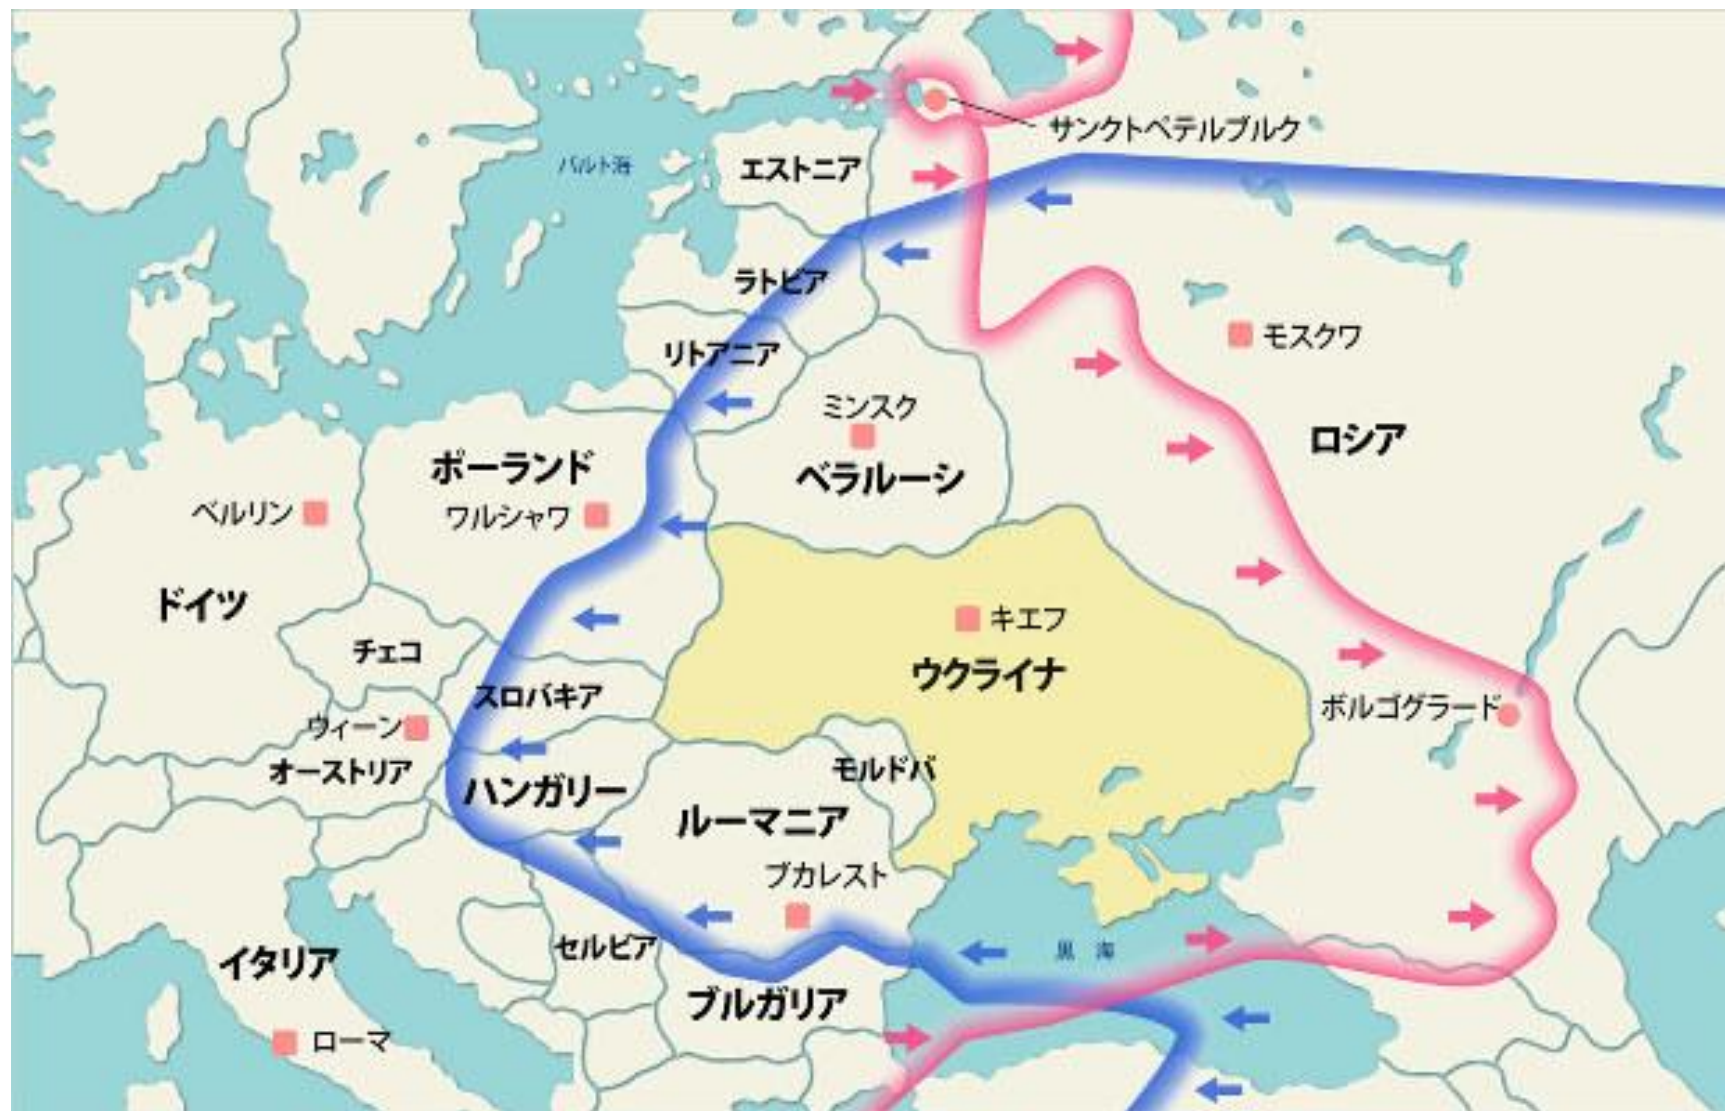 サンクトペテルブルク
バルト海
エストニア
ラトビア
モスクワ
リトアニア
ミンスク
ロシア
ポーランド
ベラルーシ
ベルリン
ワルシャワ
ドイツ
キエフ
チェコ
ウクライナ
スロバキア
ボルゴグラード
ウィーン
オーストリア
モルドバ
ハンガリー
ルーマニア
ブカレスト
セルビア
黒 海
イタリア
ブルガリア
ローマ